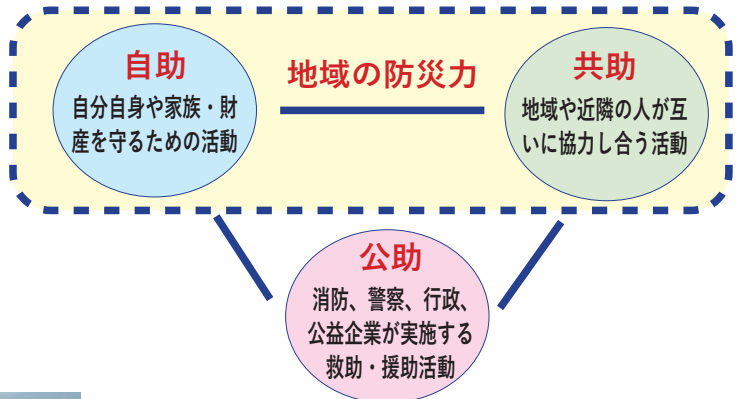 自助
自分自身や家族・財
産を守るための活動
地域の防災力
共助
地域や近隣の人が互
いに協力し合う活動
公助
消防、警察、行政、
公益企業が実施する
救助・援助活動